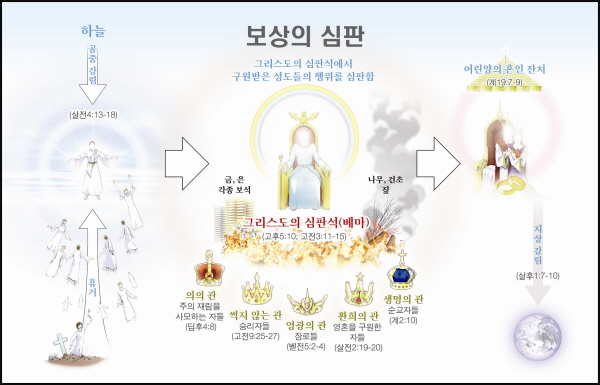 보상의 심판
하늘
공중 강림
(살전4:13-18)
휴거
그리스도의 심판석에서
구원받은 성도들의 행위를 심판함
금, 은
각종 보석
나무, 건초
짚
그리스도의 심판석(베마)
(고후5:10; 고전3:11-15)
의의 관
주의 재림을
사모하는 자들
(딤후4:8)
썩지 않는 관
승리자들
(고전9:25-27)
영광의 관
장로들
(벧전5:2-4)
환희의 관
영혼을 구원한
자들
(살전2:19-20)
생명의 관
순교자들
(계2:10)
어린양의 혼인 잔치
(계19:7-9)
지상 강림
(살후1:7-10)